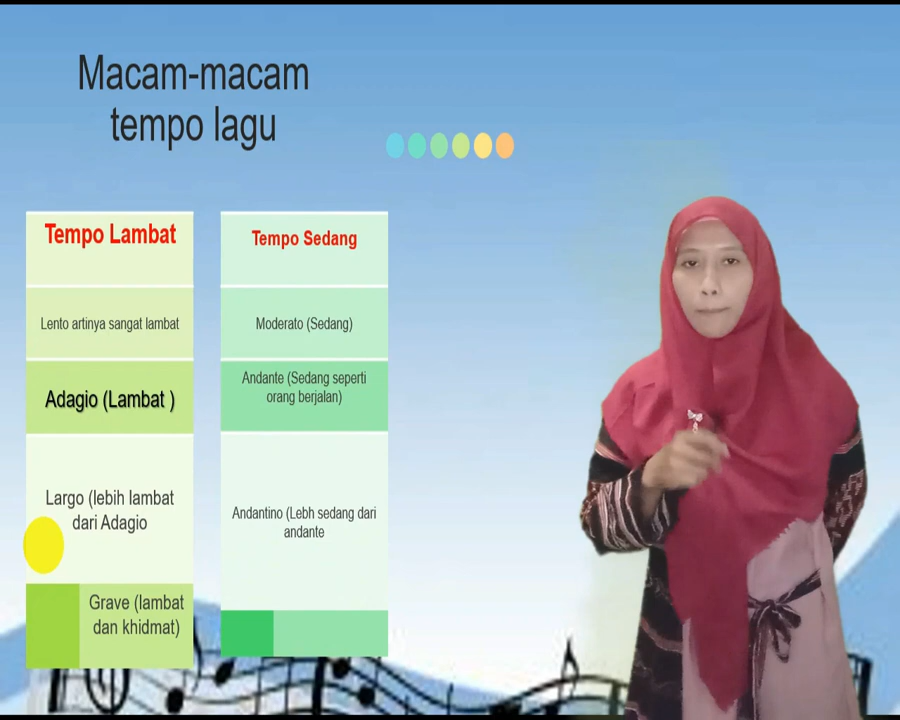 Macam-macam
tempo lagu
Tempo Lambat
Lento artinya sangat lambat
Adagio (Lambat )
Largo (lebih lambat
dari Adagio
Grave (lambat
dan khidmat)
Tempo Sedang
Moderato (Sedang)
Andante (Sedang seperti
orang berjalan)
Andantino (Lebh sedang dari
andante